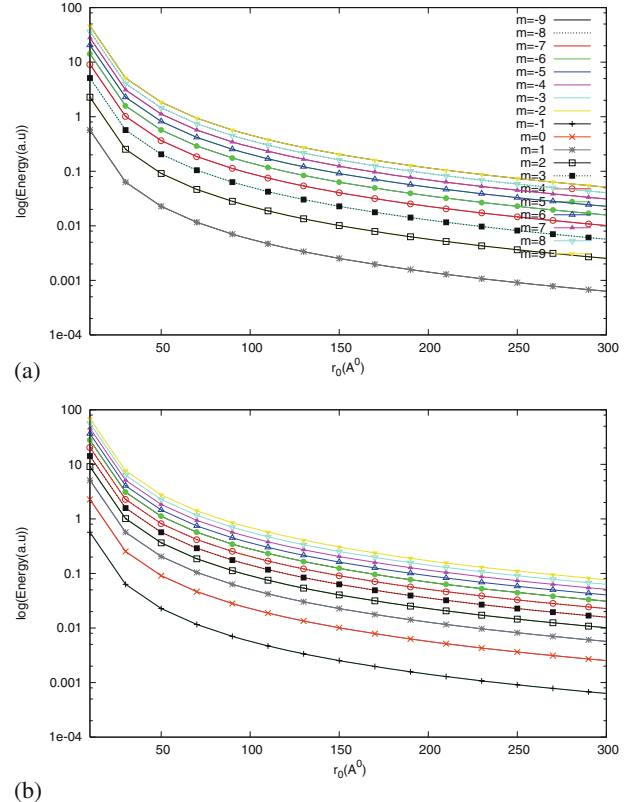 100
10
1
0.1
0.01
0.001
1e-04
log(Energy(a.u))
50
100
150
200
250
300
r₀(A⁰)
m=-9
m=-8
m=-7
m=-6
m=-5
m=-4
m=-3
m=-2
m=-1
m=0
m=1
m=2
m=3
m=4
m=5
m=6
m=7
m=8
m=9
(a)
100
10
1
0.1
0.01
0.001
1e-04
log(Energy(a.u))
50
100
150
200
250
300
r₀(A⁰)
(b)